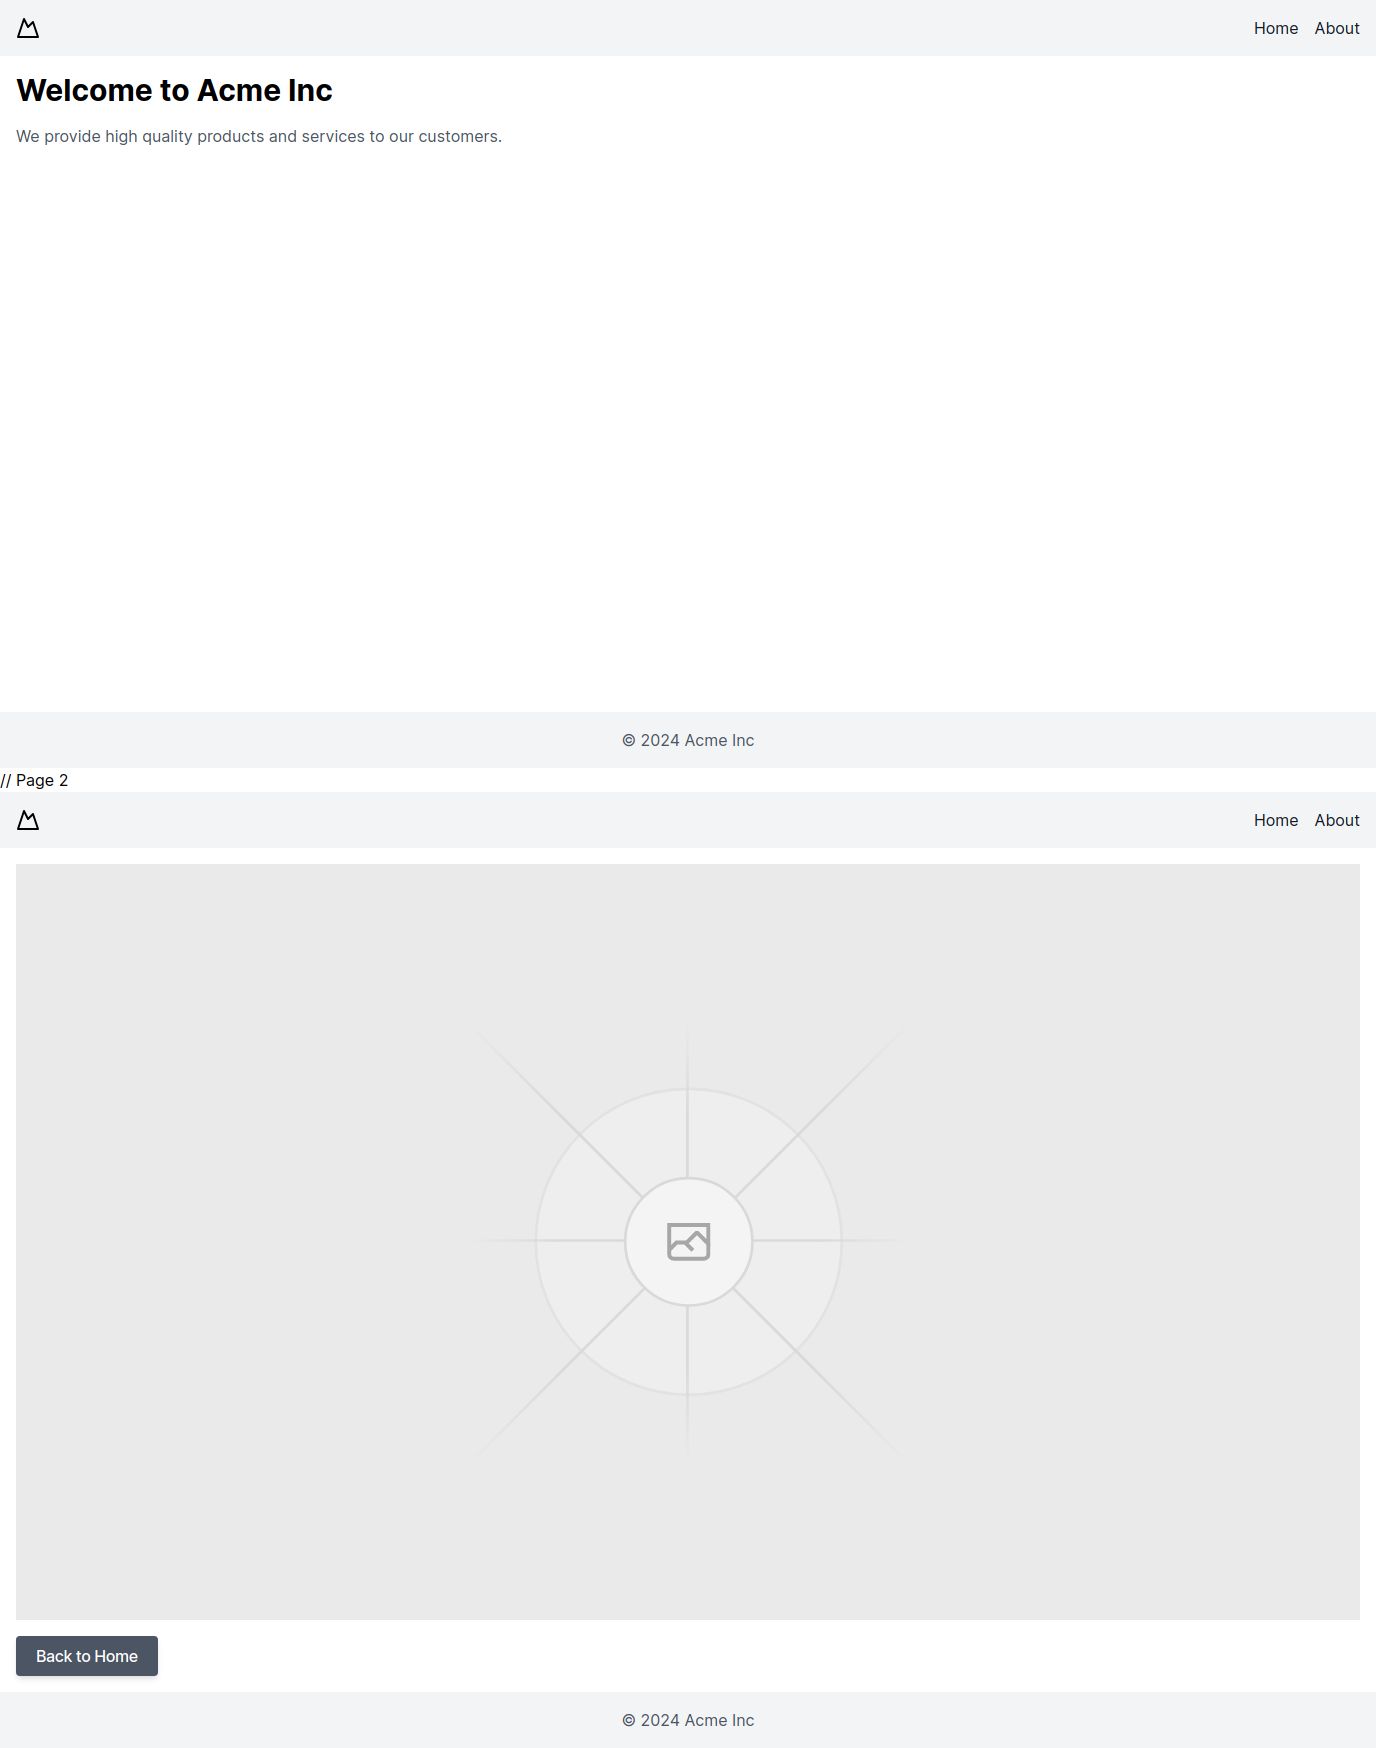 Home About
Welcome to Acme Inc
We provide high quality products and services to our customers.
© 2024 Acme Inc
// Page 2
Home About
Back to Home
© 2024 Acme Inc